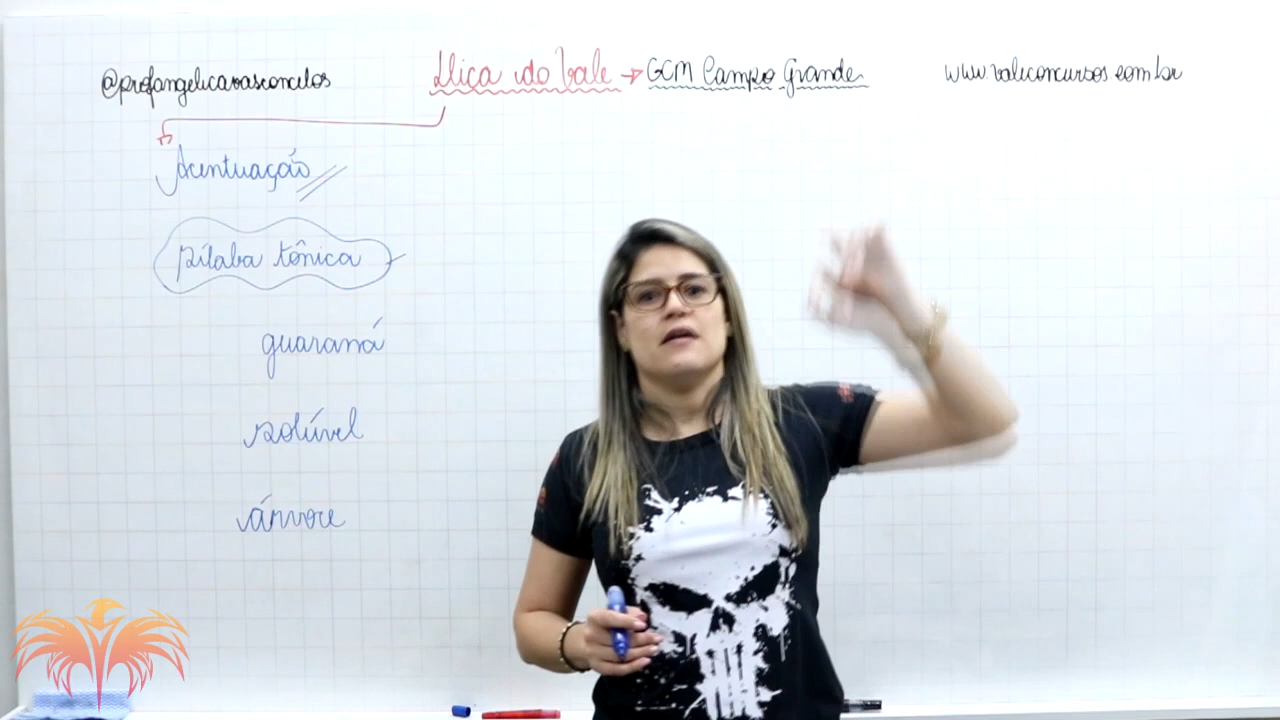 @profangelicavasconcelos
Dica do Vale → GCM Campo Grande
www.valeconcursos.com.br
Acentuação
sílaba tônica
guaraná
solúvel
árvore